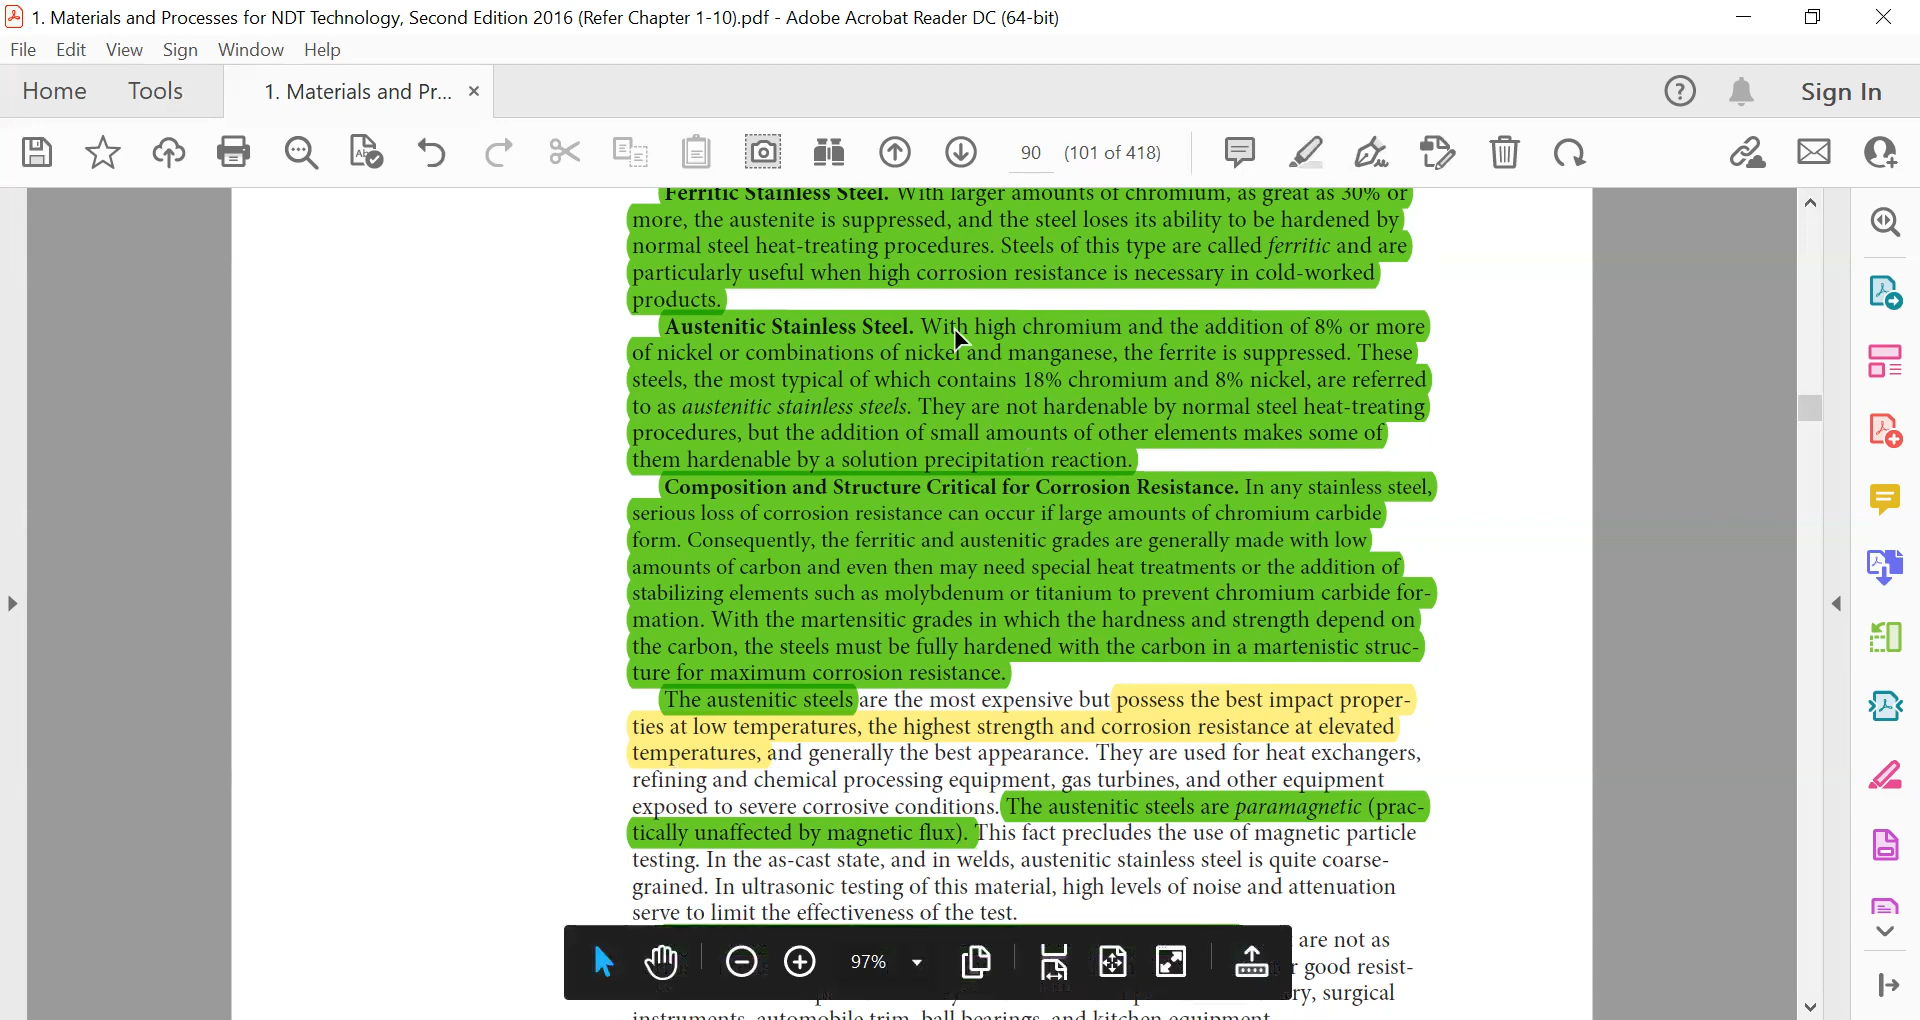 1. Materials and Processes for NDT Technology, Second Edition 2016 (Refer Chapter 1-10).pdf - Adobe Acrobat Reader DC (64-bit)
File Edit View Sign Window Help
Home Tools 1. Materials and Pr... × Sign In
90 (101 of 418)
Ferritic Stainless Steel. With larger amounts of chromium, as great as 30% or
more, the austenite is suppressed, and the steel loses its ability to be hardened by
normal steel heat-treating procedures. Steels of this type are called ferritic and are
particularly useful when high corrosion resistance is necessary in cold-worked
products.
Austenitic Stainless Steel. With high chromium and the addition of 8% or more
of nickel or combinations of nickel and manganese, the ferrite is suppressed. These
steels, the most typical of which contains 18% chromium and 8% nickel, are referred
to as austenitic stainless steels. They are not hardenable by normal steel heat-treating
procedures, but the addition of small amounts of other elements makes some of
them hardenable by a solution precipitation reaction.
Composition and Structure Critical for Corrosion Resistance. In any stainless steel,
serious loss of corrosion resistance can occur if large amounts of chromium carbide
form. Consequently, the ferritic and austenitic grades are generally made with low
amounts of carbon and even then may need special heat treatments or the addition of
stabilizing elements such as molybdenum or titanium to prevent chromium carbide for-
mation. With the martensitic grades in which the hardness and strength depend on
the carbon, the steels must be fully hardened with the carbon in a martenistic struc-
ture for maximum corrosion resistance.
The austenitic steels are the most expensive but possess the best impact proper-
ties at low temperatures, the highest strength and corrosion resistance at elevated
temperatures, and generally the best appearance. They are used for heat exchangers,
refining and chemical processing equipment, gas turbines, and other equipment
exposed to severe corrosive conditions. The austenitic steels are paramagnetic (prac-
tically unaffected by magnetic flux). This fact precludes the use of magnetic particle
testing. In the as-cast state, and in welds, austenitic stainless steel is quite coarse-
grained. In ultrasonic testing of this material, high levels of noise and attenuation
serve to limit the effectiveness of the test.
are not as
97% r good resist-
ry, surgical
instruments, automobile trim, ball bearings, and kitchen equipment.